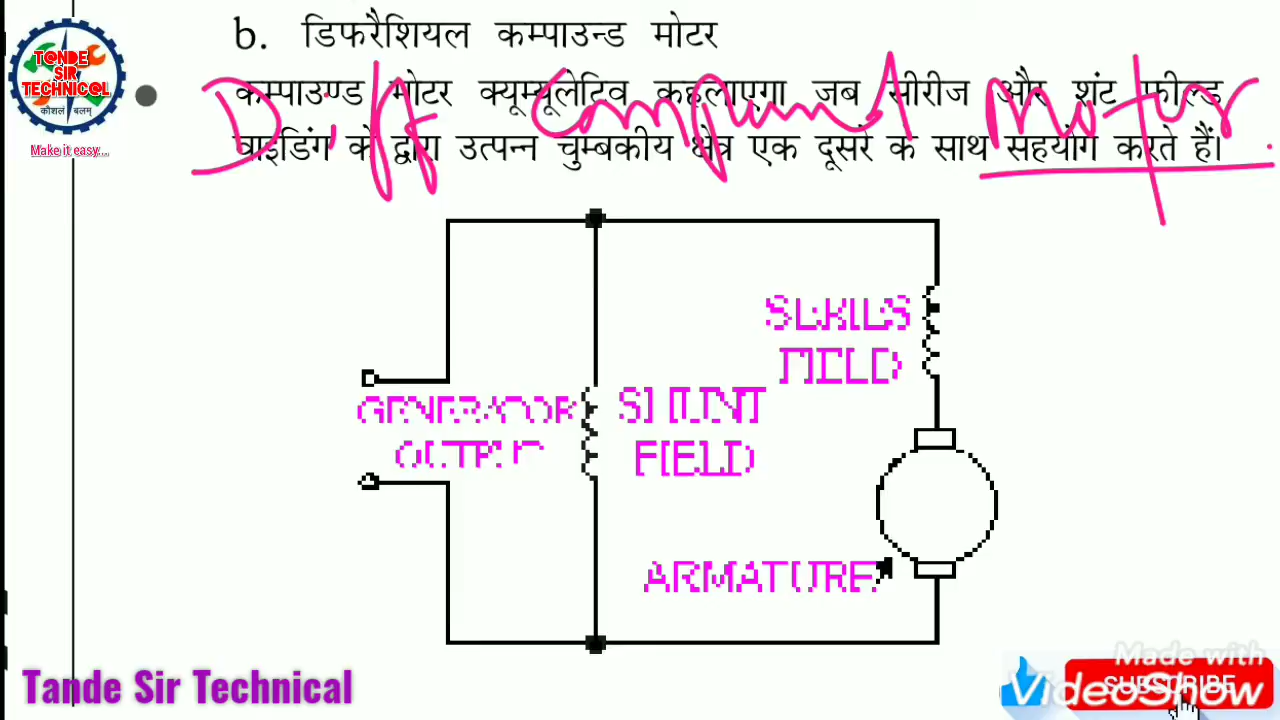 b. डिफरैशियल कम्पाउन्ड मोटर
TANDE
SIR
TECHNICOL
कौशलं बलम्
Make it easy...
कम्पाउण्ड मोटर क्यूम्यूलेटिव कहलाएगा जब सीरीज और शंट फील्ड
वाइडिंग के द्वारा उत्पन्न चुम्बकीय क्षेत्र एक दूसरे के साथ सहयोग करते हैं।
Diff Compound Motor
SERIES
FIELD
GENERATOR
OUTPUT
SHUNT
FIELD
ARMATURE
Tande Sir Technical
Made with
VideoShow
SUBSCRIBE